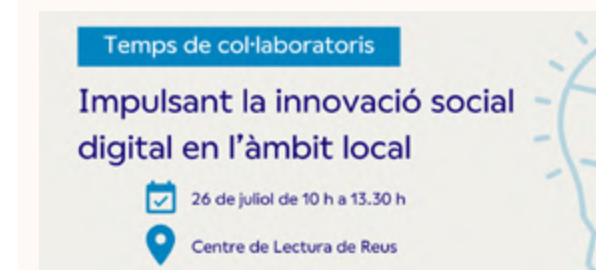 Temps de col·laboratoris
Impulsant la innovació social
digital en l'àmbit local
26 de juliol de 10 h a 13.30 h
Centre de Lectura de Reus